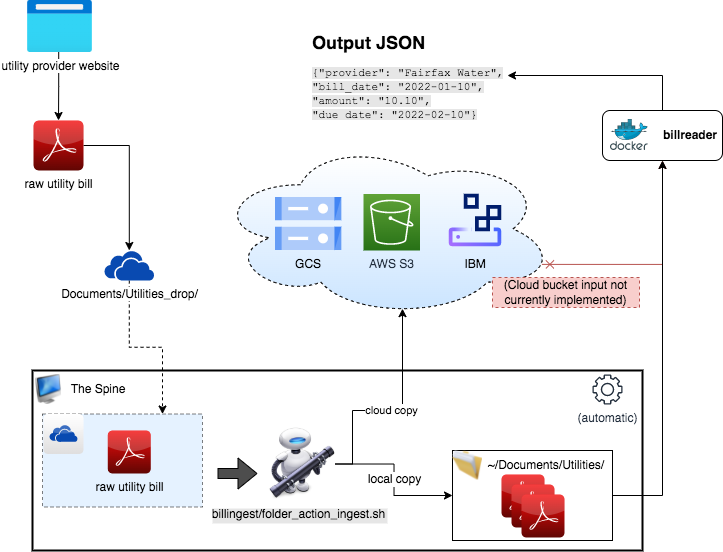 Output JSON
utility provider website
{"provider": "Fairfax Water",
"bill_date": "2022-01-10",
"amount": "10.10",
"due date": "2022-02-10"}
docker
billreader
raw utility bill
GCS
AWS S3
IBM
Documents/Utilities_drop/
(Cloud bucket input not
currently implemented)
The Spine
(automatic)
cloud copy
raw utility bill
local copy
~/Documents/Utilities/
billingest/folder_action_ingest.sh